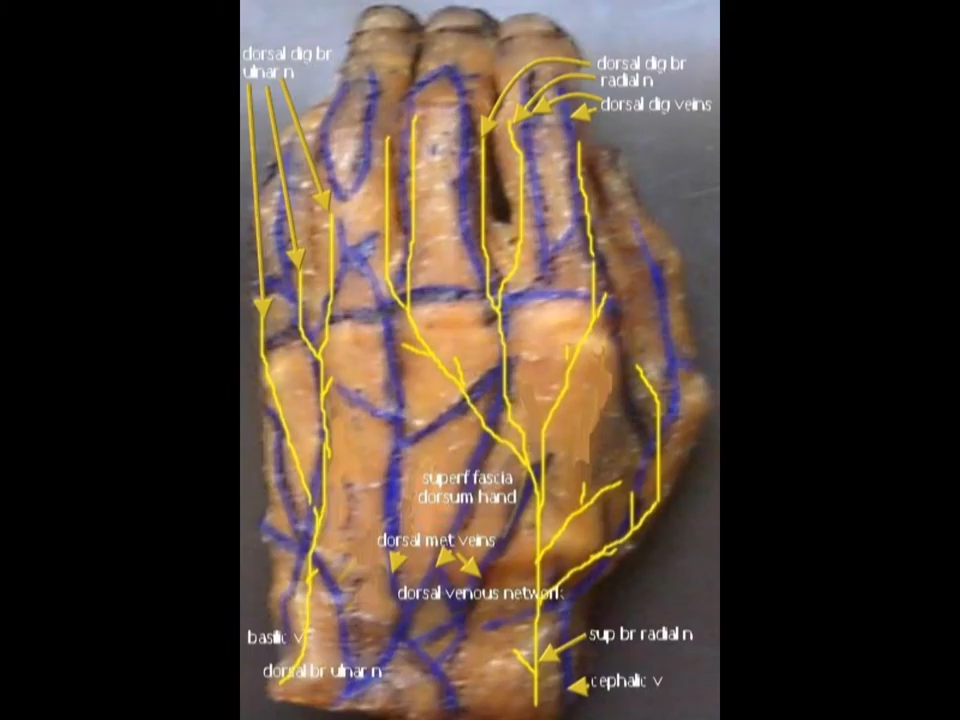 dorsal dig br
ulnar n
dorsal dig br
radial n
dorsal dig veins
superf fascia
dorsum hand
dorsal met veins
dorsal venous network
basilic v
sup br radial n
dorsal br ulnar n
cephalic v